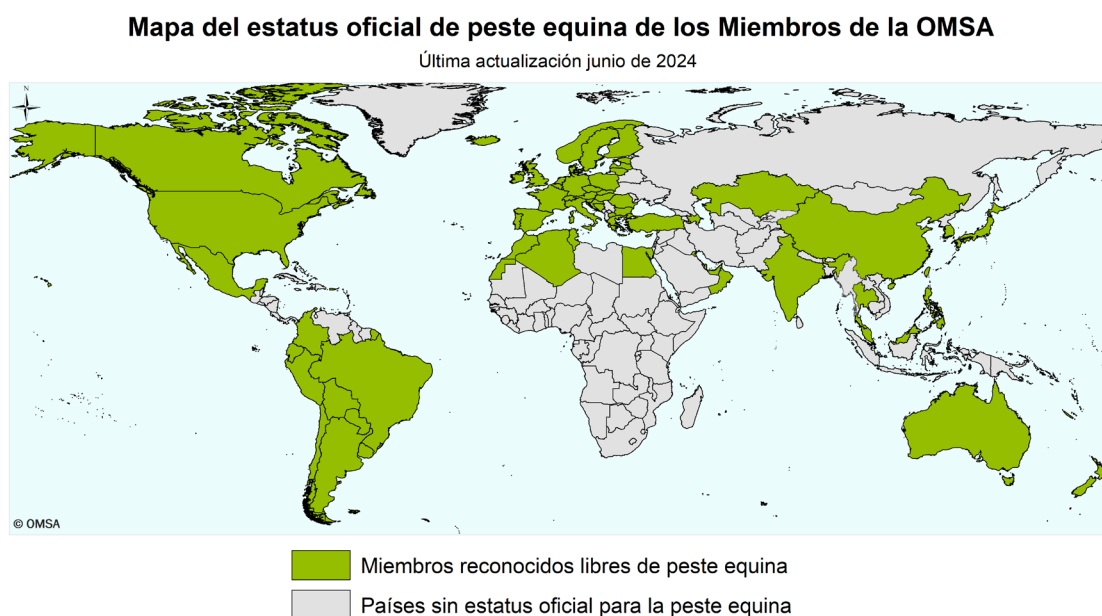 Mapa del estatus oficial de peste equina de los Miembros de la OMSA
Última actualización junio de 2024
N
© OMSA
Miembros reconocidos libres de peste equina
Países sin estatus oficial para la peste equina